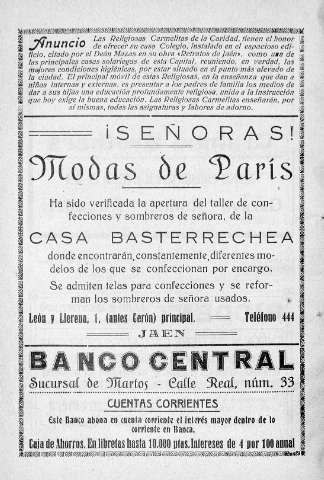 Anuncio Las Religiosas Carmelitas de la Caridad, tienen el honor
de ofrecer su casa Colegio, instalado en el espacioso edi-
ficio, citado por el Deán Mazas en su obra «Retratos de Jaén», como uno de
las principales casas solariegas de esta Capital, reuniendo, en verdad, las
mejores condiciones higiénicas, por estar situado en el punto más elevado de
la ciudad. El principal móvil de estas Religiosas, en la enseñanza que dan a
niños internas y externas, es presentar a los padres de familia los medios de
dar a sus hijas una educación profundamente religiosa, unida a la instrucción
que hoy exige la buena educación. Las Religiosas Carmelitas enseñarán, por
sí mismas, todas las asignaturas y labores de adorno.
¡SEÑORAS!
Modas de París
Ha sido verificada la apertura del taller de con-
fecciones y sombreros de señora, de la
CASA BASTERRECHEA
donde encontrarán, constantemente, diferentes mo-
delos de los que se confeccionan por encargo.
Se admiten telas para confecciones y se refor-
man los sombreros de señora usados.
León y Llerena, 1, (antes Cerón) principal. — Teléfono 444
JAEN
BANCO CENTRAL
Sucursal de Martos - Calle Real, núm. 33
CUENTAS CORRIENTES
Este Banco abona en cuenta corriente el interés mayor dentro de lo
corriente en Banca.
Caja de Ahorros. En libretas hasta 10.000 ptas. Intereses de 4 por 100 anual